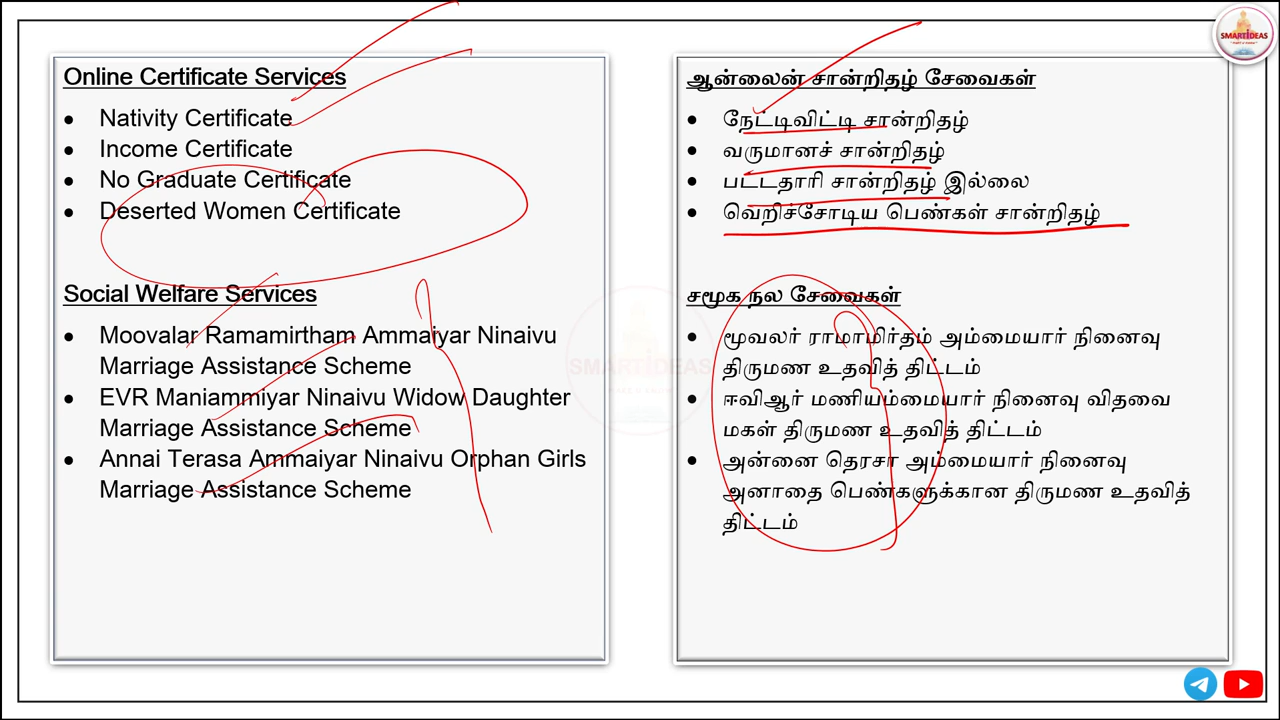 Online Certificate Services
Nativity Certificate
Income Certificate
No Graduate Certificate
Deserted Women Certificate
Social Welfare Services
Moovalar Ramamirtham Ammaiyar Ninaivu
Marriage Assistance Scheme
EVR Maniammiyar Ninaivu Widow Daughter
Marriage Assistance Scheme
Annai Terasa Ammaiyar Ninaivu Orphan Girls
Marriage Assistance Scheme
SMARTIDEAS
ஆன்லைன் சான்றிதழ் சேவைகள்
நேட்டிவிட்டி சான்றிதழ்
வருமானச் சான்றிதழ்
பட்டதாரி சான்றிதழ் இல்லை
வெறிச்சோடிய பெண்கள் சான்றிதழ்
சமூக நல சேவைகள்
மூவலர் ராமாமிர்தம் அம்மையார் நினைவு
திருமண உதவித் திட்டம்
ஈவிஆர் மணியம்மையார் நினைவு விதவை
மகள் திருமண உதவித் திட்டம்
அன்னை தெரசா அம்மையார் நினைவு
அனாதை பெண்களுக்கான திருமண உதவித்
திட்டம்
SMARTIDEAS